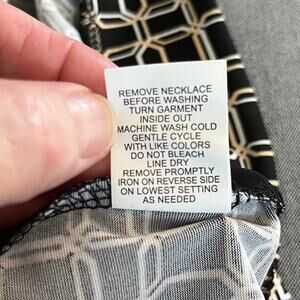 REMOVE NECKLACE
BEFORE WASHING
TURN GARMENT
INSIDE OUT
MACHINE WASH COLD
GENTLE CYCLE
WITH LIKE COLORS
DO NOT BLEACH
LINE DRY
REMOVE PROMPTLY
IRON ON REVERSE SIDE
ON LOWEST SETTING
AS NEEDED